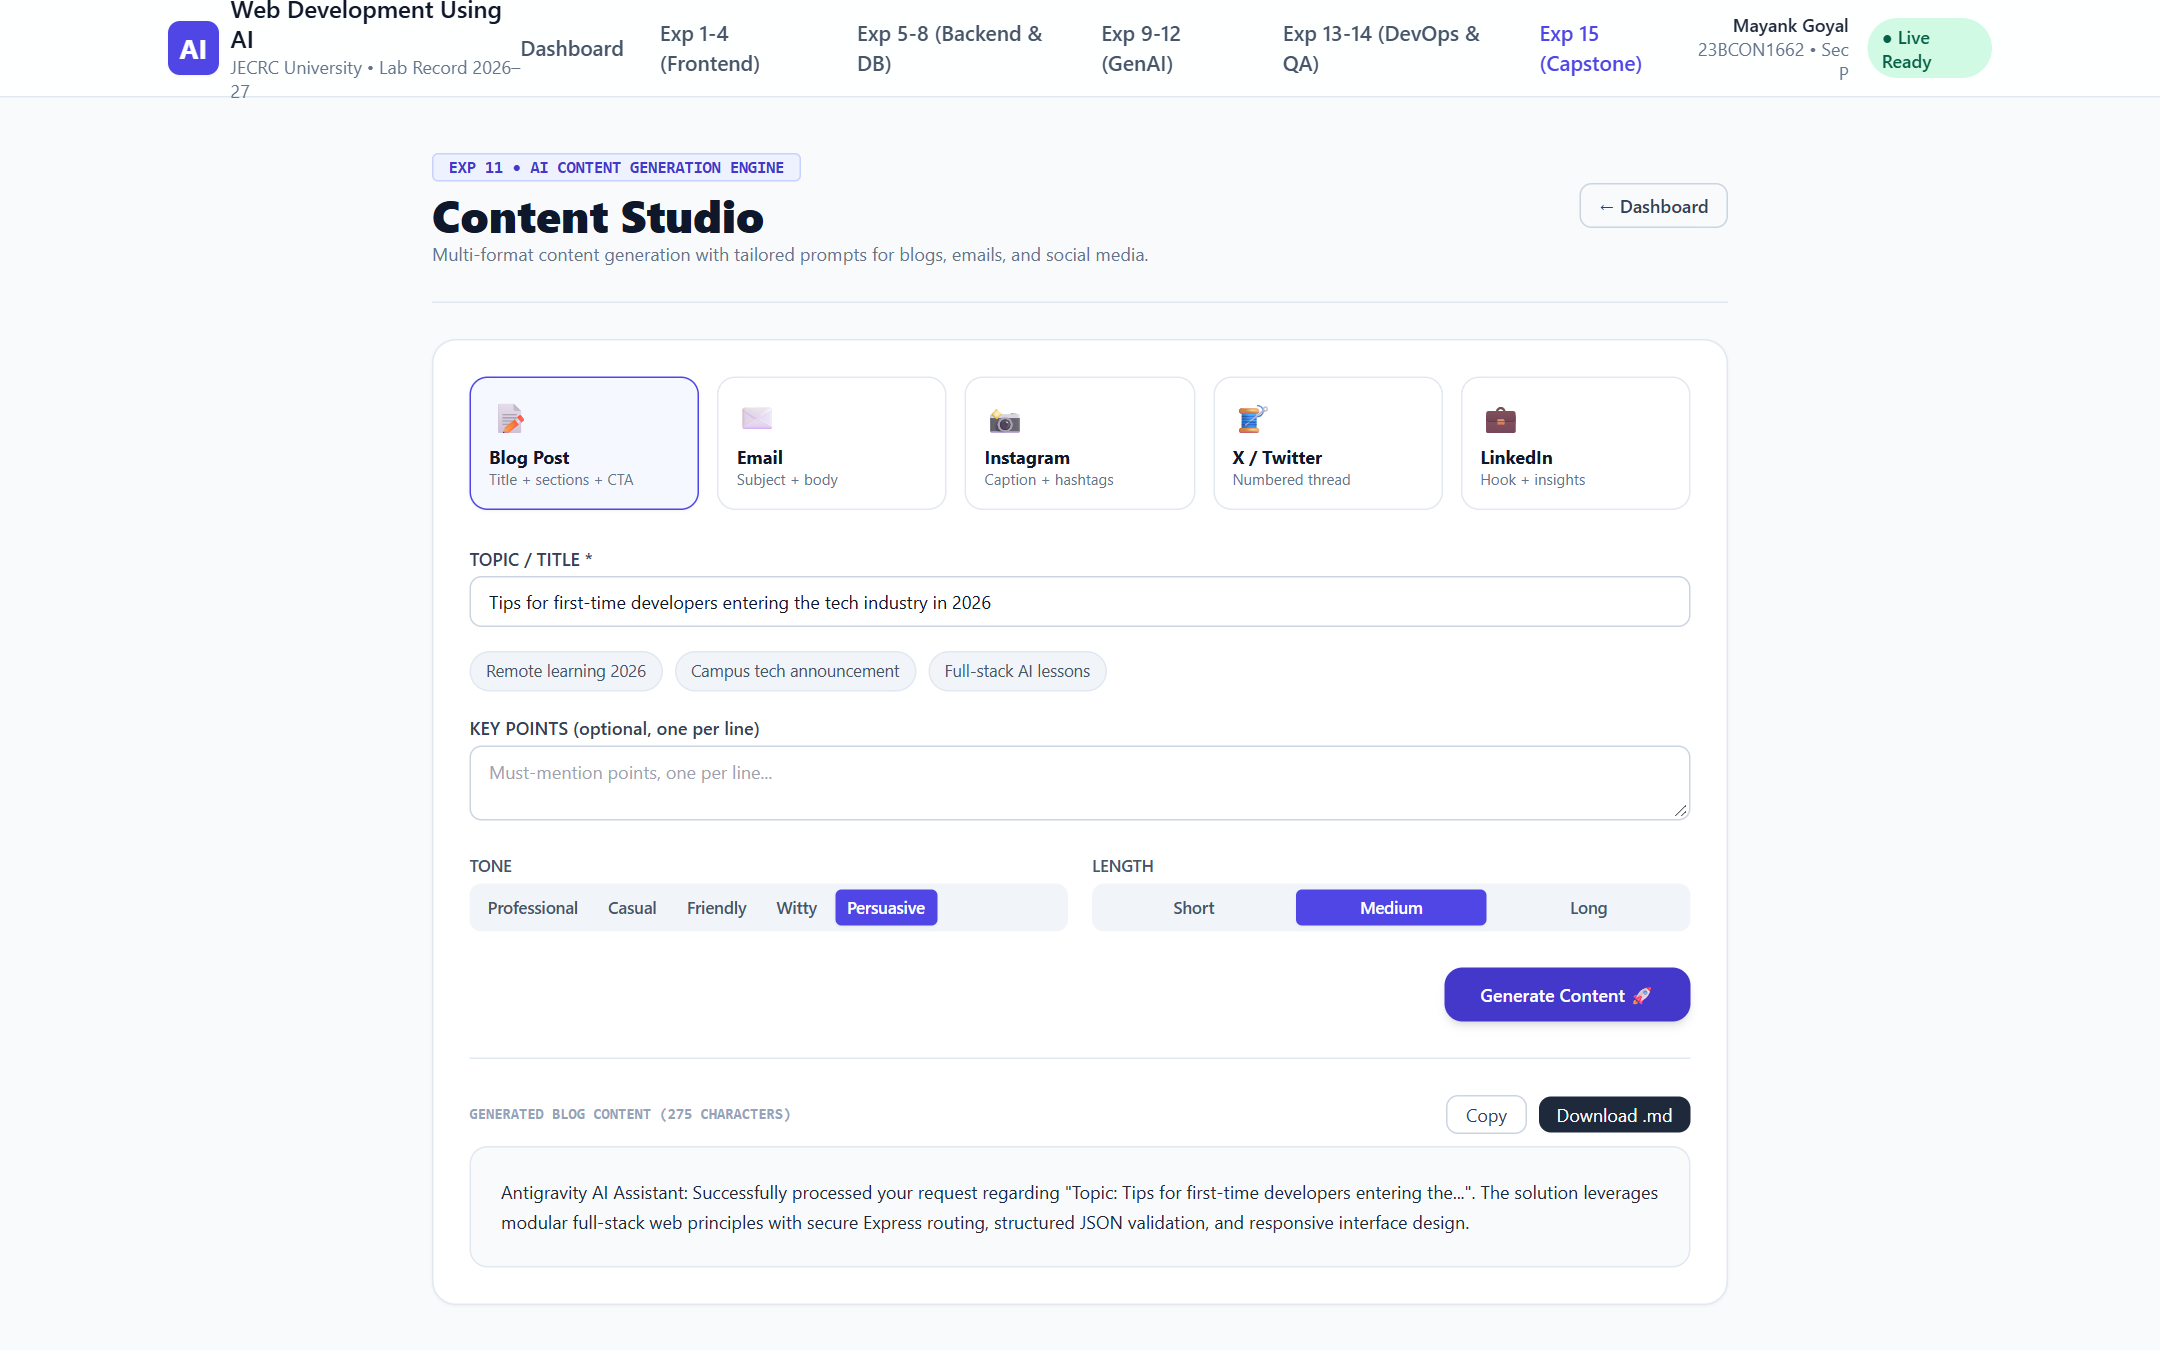 AI
Web Development Using
AI
JECRC University • Lab Record 2026–
27
Dashboard
Exp 1-4
(Frontend)
Exp 5-8 (Backend &
DB)
Exp 9-12
(GenAI)
Exp 13-14 (DevOps &
QA)
Exp 15
(Capstone)
Mayank Goyal
23BCON1662 • Sec
P
● Live
Ready
EXP 11 • AI CONTENT GENERATION ENGINE
Content Studio
Multi-format content generation with tailored prompts for blogs, emails, and social media.
← Dashboard
Blog Post
Title + sections + CTA
Email
Subject + body
Instagram
Caption + hashtags
X / Twitter
Numbered thread
LinkedIn
Hook + insights
TOPIC / TITLE *
Tips for first-time developers entering the tech industry in 2026
Remote learning 2026
Campus tech announcement
Full-stack AI lessons
KEY POINTS (optional, one per line)
Must-mention points, one per line...
TONE
Professional
Casual
Friendly
Witty
Persuasive
LENGTH
Short
Medium
Long
Generate Content 🚀
GENERATED BLOG CONTENT (275 CHARACTERS)
Copy
Download .md
Antigravity AI Assistant: Successfully processed your request regarding "Topic: Tips for first-time developers entering the...". The solution leverages
modular full-stack web principles with secure Express routing, structured JSON validation, and responsive interface design.